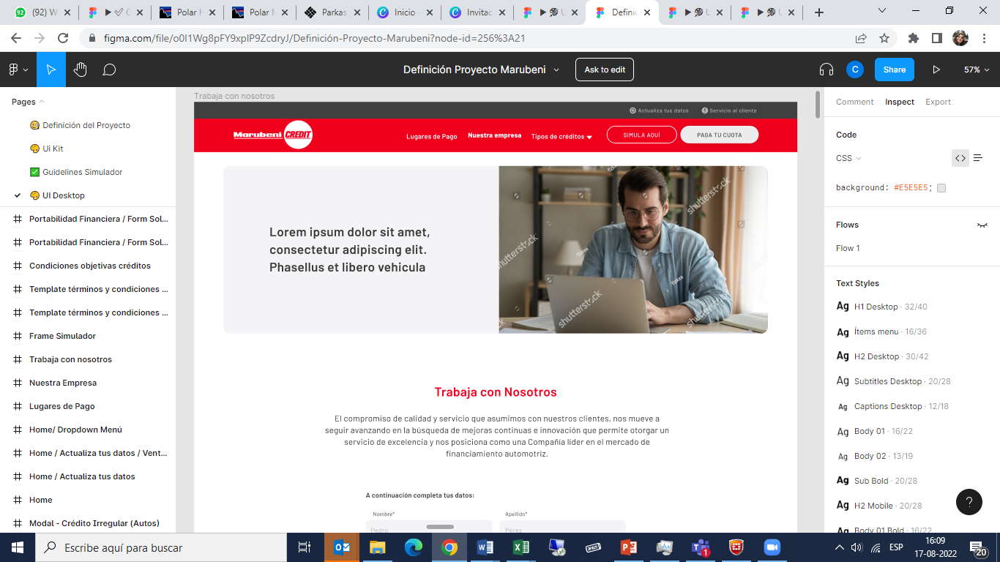 92
(92) W
G
Polar H
Polar M
Parkas
Inicio -
Invitac
U
Definic
U
U
figma.com/file/o0I1Wg8pFY9xpIP9ZcdryJ/Definición-Proyecto-Marubeni?node-id=256%3A21
Definición Proyecto Marubeni
Ask to edit
C
Share
57%
Pages
Definición del Proyecto
Ui Kit
Guidelines Simulador
UI Desktop
Portabilidad Financiera / Form Sol...
Portabilidad Financiera / Form Sol...
Condiciones objetivas créditos
Template términos y condiciones ...
Template términos y condiciones ...
Frame Simulador
Trabaja con nosotros
Nuestra Empresa
Lugares de Pago
Home/ Dropdown Menú
Home / Actualiza tus datos / Vent...
Home / Actualiza tus datos
Home
Modal - Crédito Irregular (Autos)
Trabaja con nosotros
Actualiza tus datos
Servicio al cliente
Marubeni CREDIT
Lugares de Pago
Nuestra empresa
Tipos de créditos
SIMULA AQUÍ
PAGA TU CUOTA
Lorem ipsum dolor sit amet,
consectetur adipiscing elit.
Phasellus et libero vehicula
fizkes
shutterstock
shutterstock
fizkes
fizkes
shutterstock
Trabaja con Nosotros
El compromiso de calidad y servicio que asumimos con nuestros clientes, nos mueve a
seguir avanzando en la búsqueda de mejoras continuas e innovación que permite otorgar un
servicio de excelencia y nos posiciona como una Compañía líder en el mercado de
financiamiento automotriz.
A continuación completa tus datos:
Nombre*
Apellido*
Pedro
Pérez
Comment
Inspect
Export
Code
CSS
background: #E5E5E5;
Flows
Flow 1
Text Styles
Ag H1 Desktop · 32/40
Ag Ítems menu · 16/36
Ag H2 Desktop · 30/42
Ag Subtitles Desktop · 20/28
Ag Captions Desktop · 12/18
Ag Body 01 · 16/22
Ag Body 02 · 13/19
Ag Sub Bold · 20/28
Ag H2 Mobile · 20/28
Ag Body 01 Bold · 16/22
?
Escribe aquí para buscar
1
ESP
16:09
17-08-2022
20